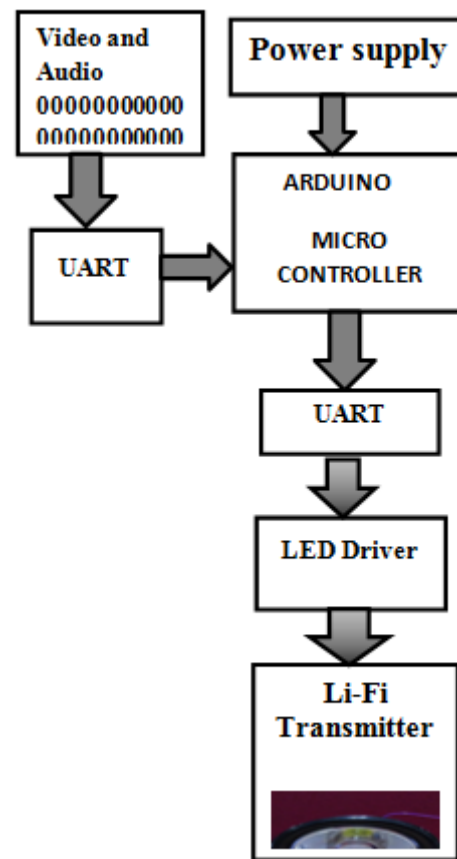 Video and
Audio
00000000000
00000000000
Power supply
ARDUINO
MICRO
CONTROLLER
UART
UART
LED Driver
Li-Fi
Transmitter